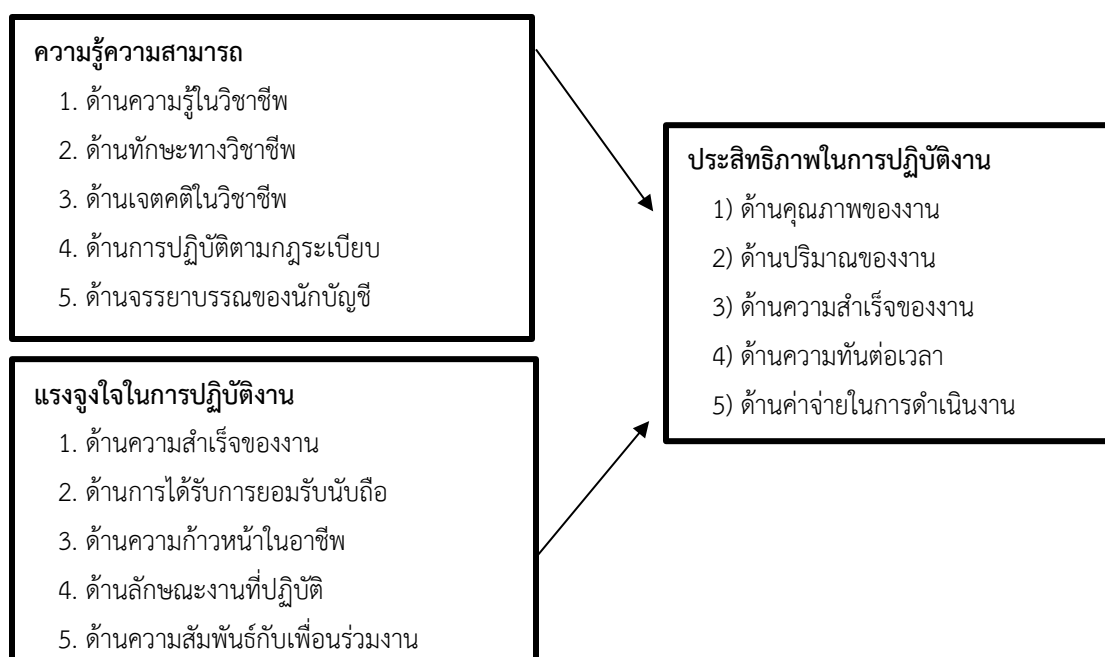 ความรู้ความสามารถ
1. ด้านความรู้ในวิชาชีพ
2. ด้านทักษะทางวิชาชีพ
3. ด้านเจตคติในวิชาชีพ
4. ด้านการปฏิบัติตามกฎระเบียบ
5. ด้านจรรยาบรรณของนักบัญชี
แรงจูงใจในการปฏิบัติงาน
1. ด้านความสำเร็จของงาน
2. ด้านการได้รับการยอมรับนับถือ
3. ด้านความก้าวหน้าในอาชีพ
4. ด้านลักษณะงานที่ปฏิบัติ
5. ด้านความสัมพันธ์กับเพื่อนร่วมงาน
ประสิทธิภาพในการปฏิบัติงาน
1) ด้านคุณภาพของงาน
2) ด้านปริมาณของงาน
3) ด้านความสำเร็จของงาน
4) ด้านความทันต่อเวลา
5) ด้านค่าจ่ายในการดำเนินงาน